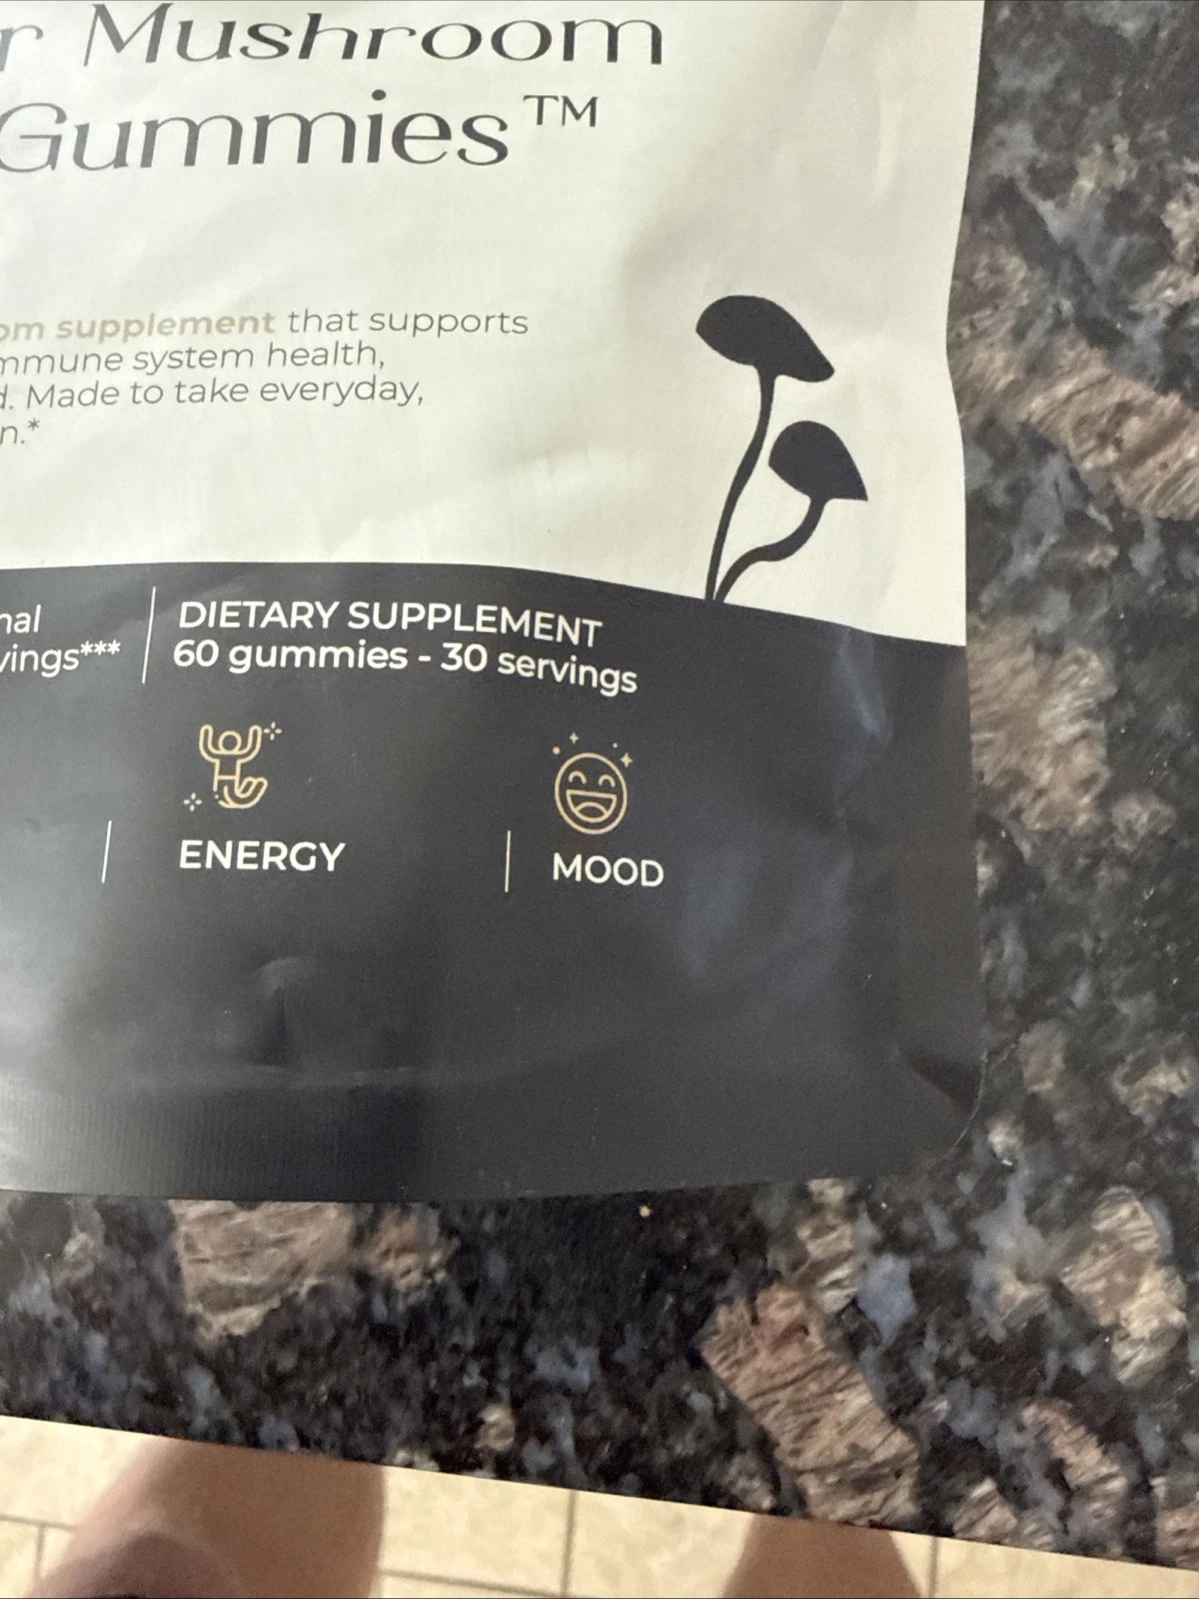 r Mushroom
Gummies™
om supplement that supports
mmune system health,
d. Made to take everyday,
n.*
nal
vings***
DIETARY SUPPLEMENT
60 gummies - 30 servings
ENERGY
MOOD